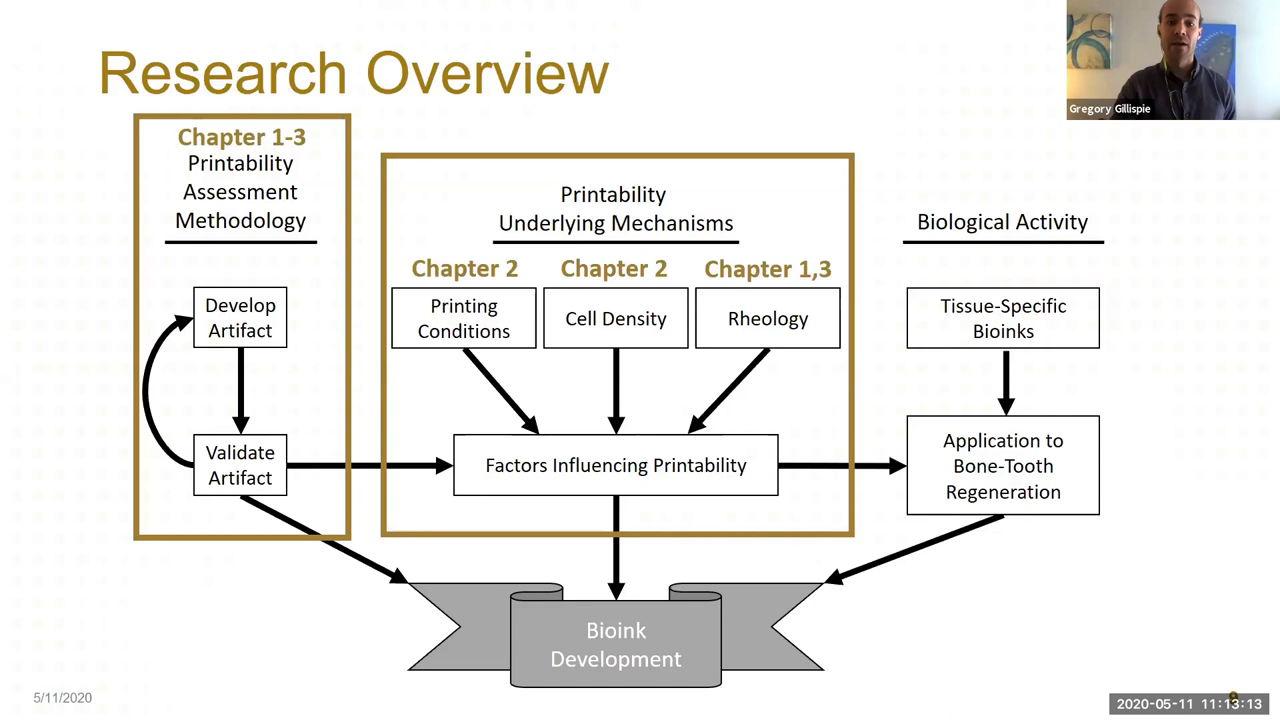 Research Overview
Gregory Gillispie
Chapter 1-3
Printability
Assessment
Methodology
Develop
Artifact
Validate
Artifact
Printability
Underlying Mechanisms
Chapter 2
Chapter 2
Chapter 1,3
Printing
Conditions
Cell Density
Rheology
Factors Influencing Printability
Biological Activity
Tissue-Specific
Bioinks
Application to
Bone-Tooth
Regeneration
Bioink
Development
5/11/2020
2020-05-11 11:13:13